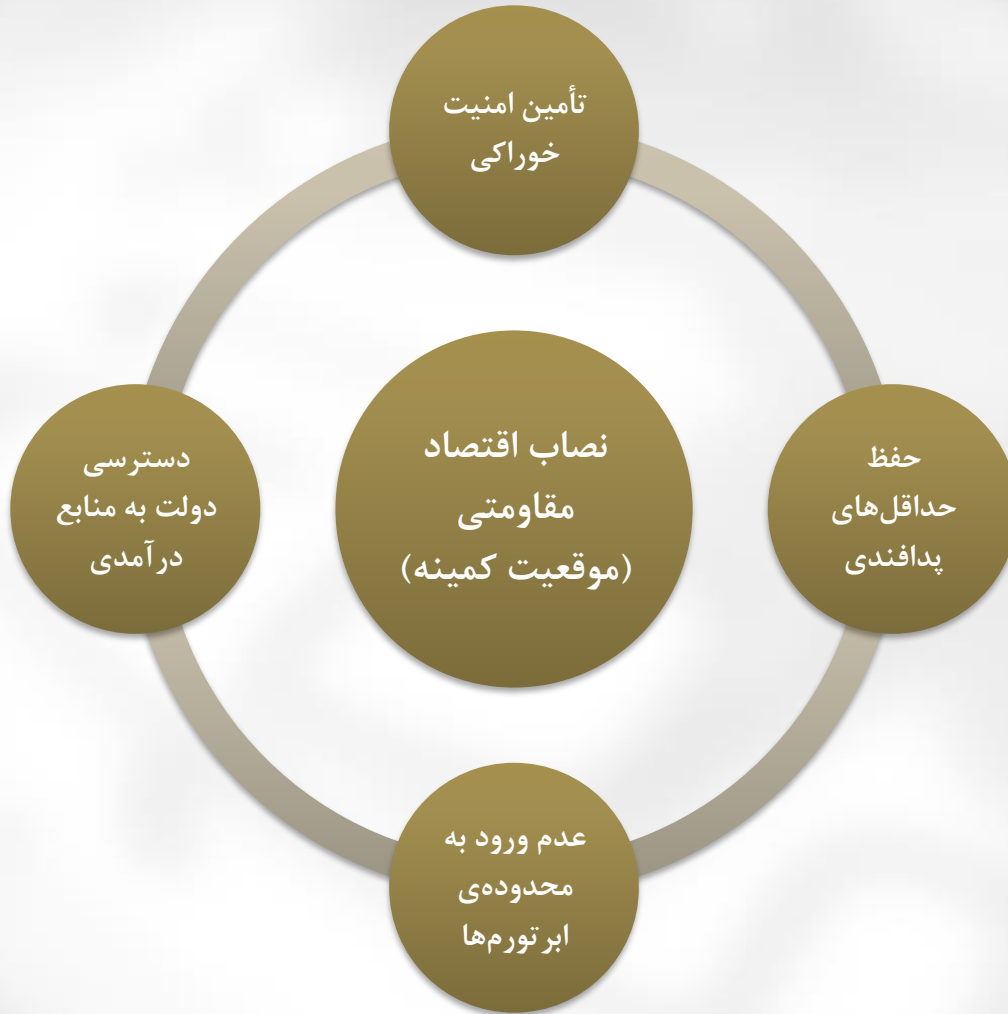 تأمین امنیت
خوراکی
نصاب اقتصاد
مقاومتی
(موقعیت کمینه)
حفظ
حداقل‌های
پدافندی
عدم ورود به
محدوده‌ی
ابرتورم‌ها
دسترسی
دولت به منابع
درآمدی